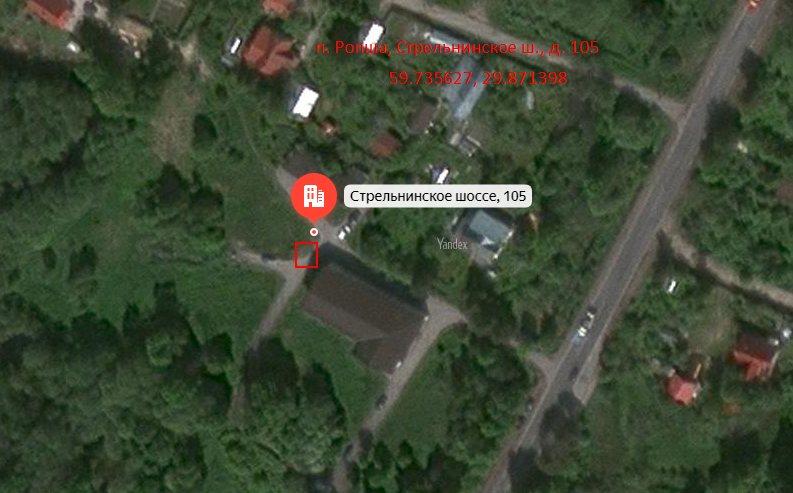 п. Ропша, Стрельнинское ш., д. 105
59.735627, 29.871398
Стрельнинское шоссе, 105
Yandex